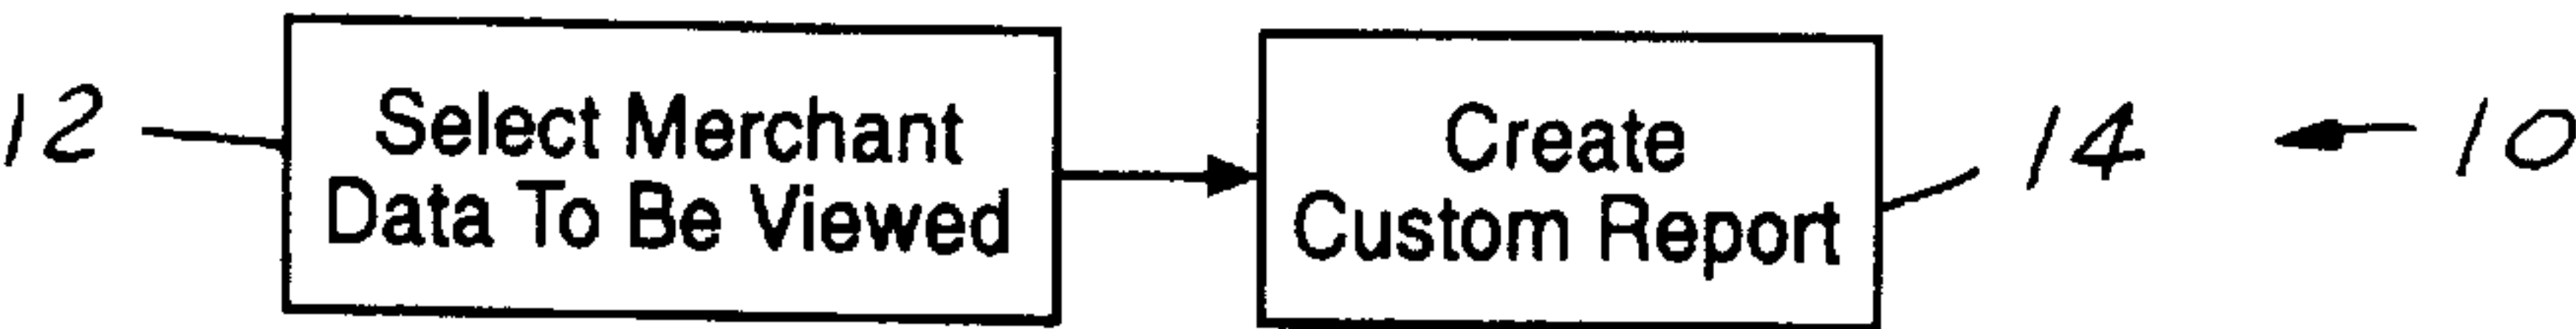 12
Select Merchant
Data To Be Viewed
Create
Custom Report
14
10